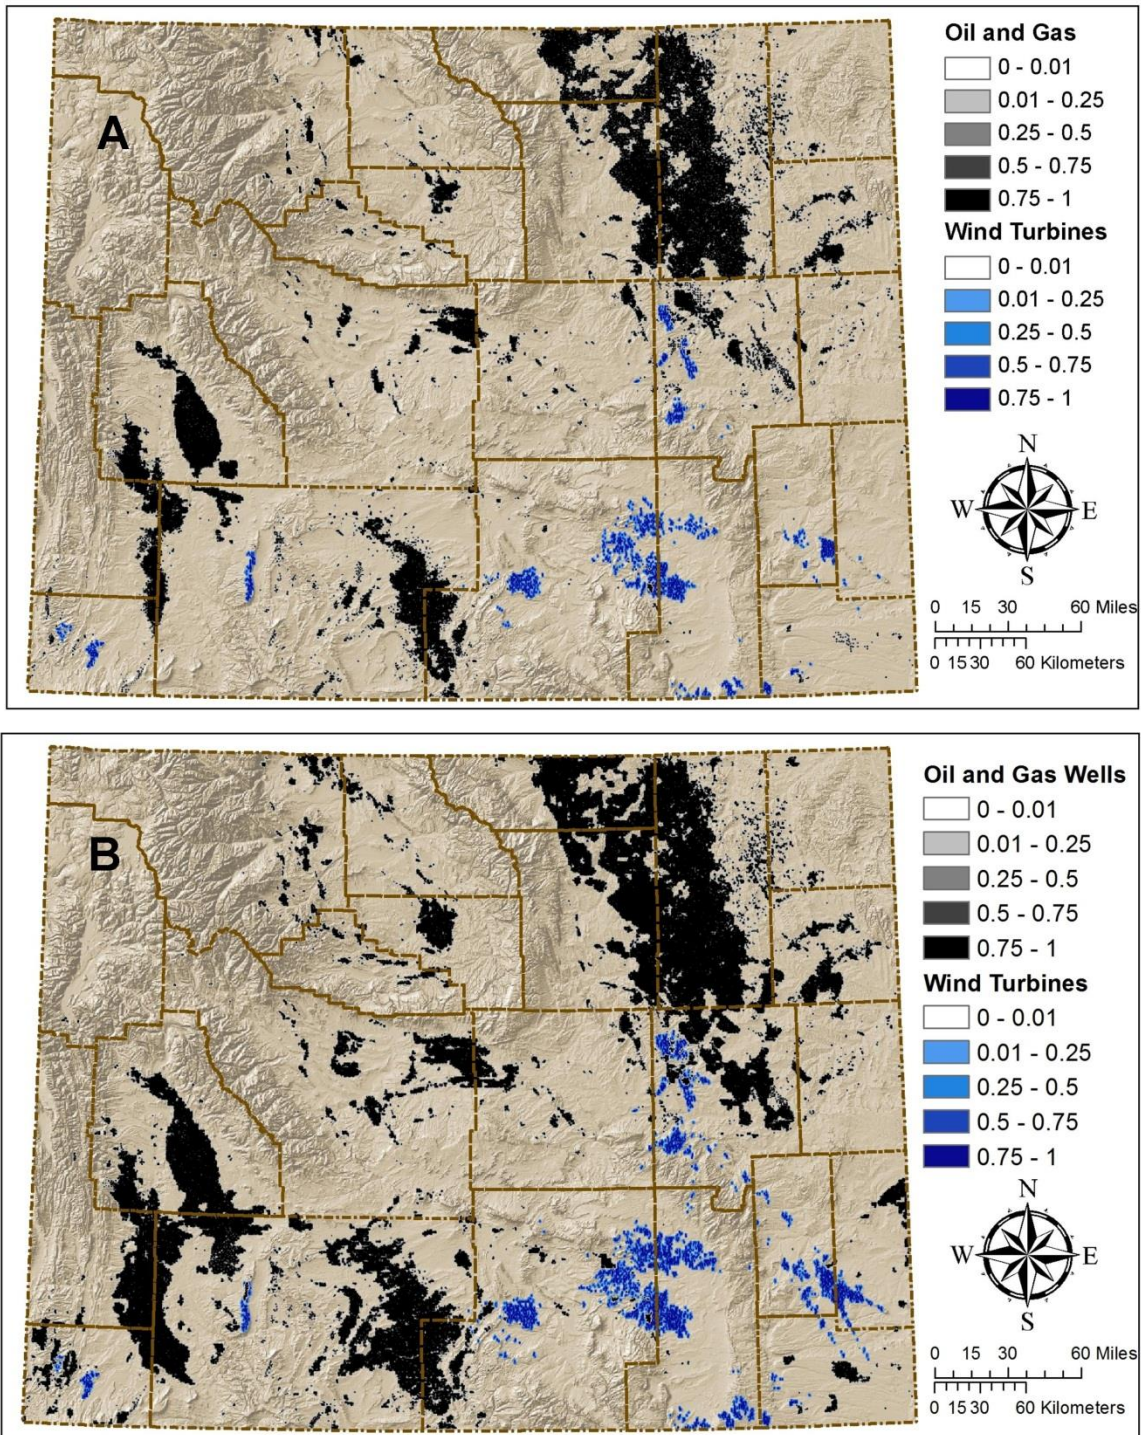 A
Oil and Gas
0 - 0.01
0.01 - 0.25
0.25 - 0.5
0.5 - 0.75
0.75 - 1
Wind Turbines
0 - 0.01
0.01 - 0.25
0.25 - 0.5
0.5 - 0.75
0.75 - 1
N
W E
S
0 15 30 60 Miles
0 15 30 60 Kilometers
B
Oil and Gas Wells
0 - 0.01
0.01 - 0.25
0.25 - 0.5
0.5 - 0.75
0.75 - 1
Wind Turbines
0 - 0.01
0.01 - 0.25
0.25 - 0.5
0.5 - 0.75
0.75 - 1
N
W E
S
0 15 30 60 Miles
0 15 30 60 Kilometers